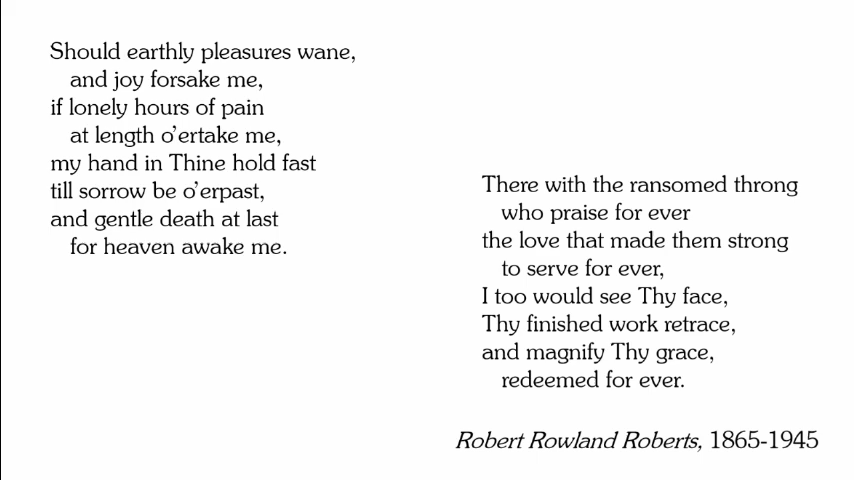 Should earthly pleasures wane,
and joy forsake me,
if lonely hours of pain
at length o’ertake me,
my hand in Thine hold fast
till sorrow be o’erpast,
and gentle death at last
for heaven awake me.
There with the ransomed throng
who praise for ever
the love that made them strong
to serve for ever,
I too would see Thy face,
Thy finished work retrace,
and magnify Thy grace,
redeemed for ever.
Robert Rowland Roberts, 1865-1945